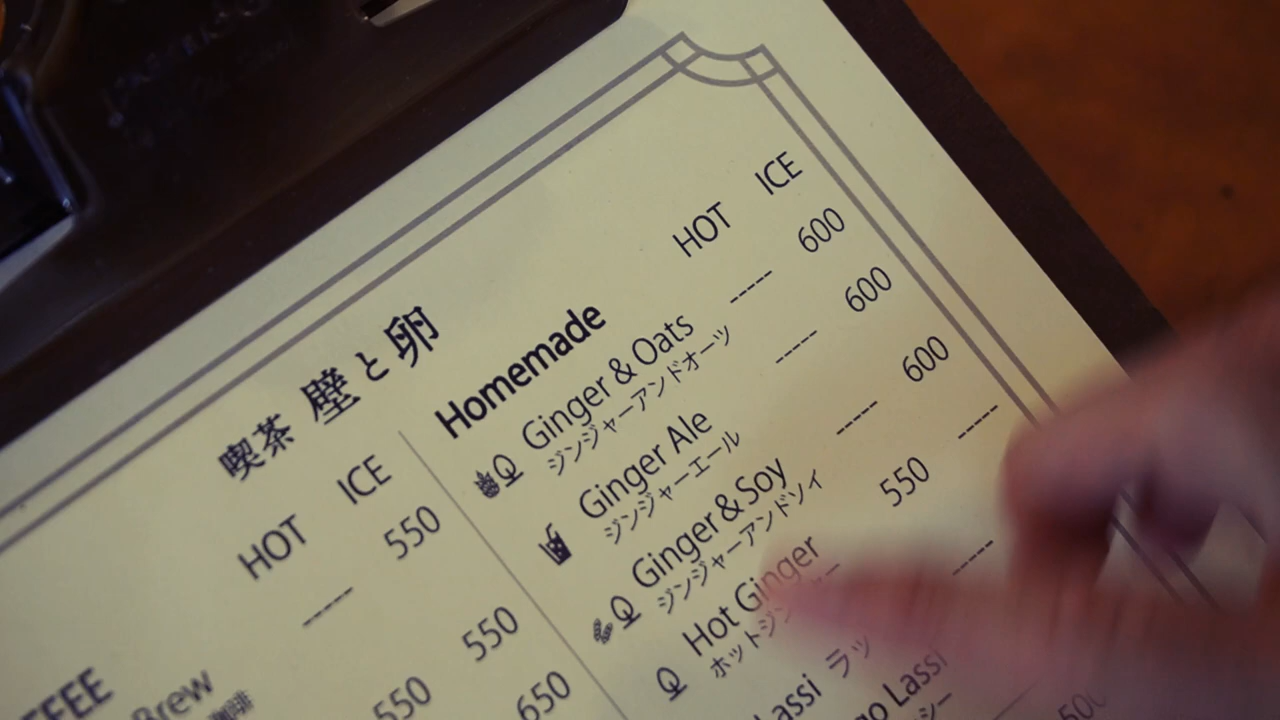 喫茶 壁と卵
HOT ICE
--- 550
550
550 650
Brew
珈琲
Homemade
HOT ICE
Ginger & Oats ---- 600
ジンジャーアンドオーツ
Ginger Ale ---- 600
ジンジャーエール
Ginger & Soy ---- 600
ジンジャーアンドソイ
Hot Ginger 550 ----
ホットジンジャー
Lassi ----
Lassi
500